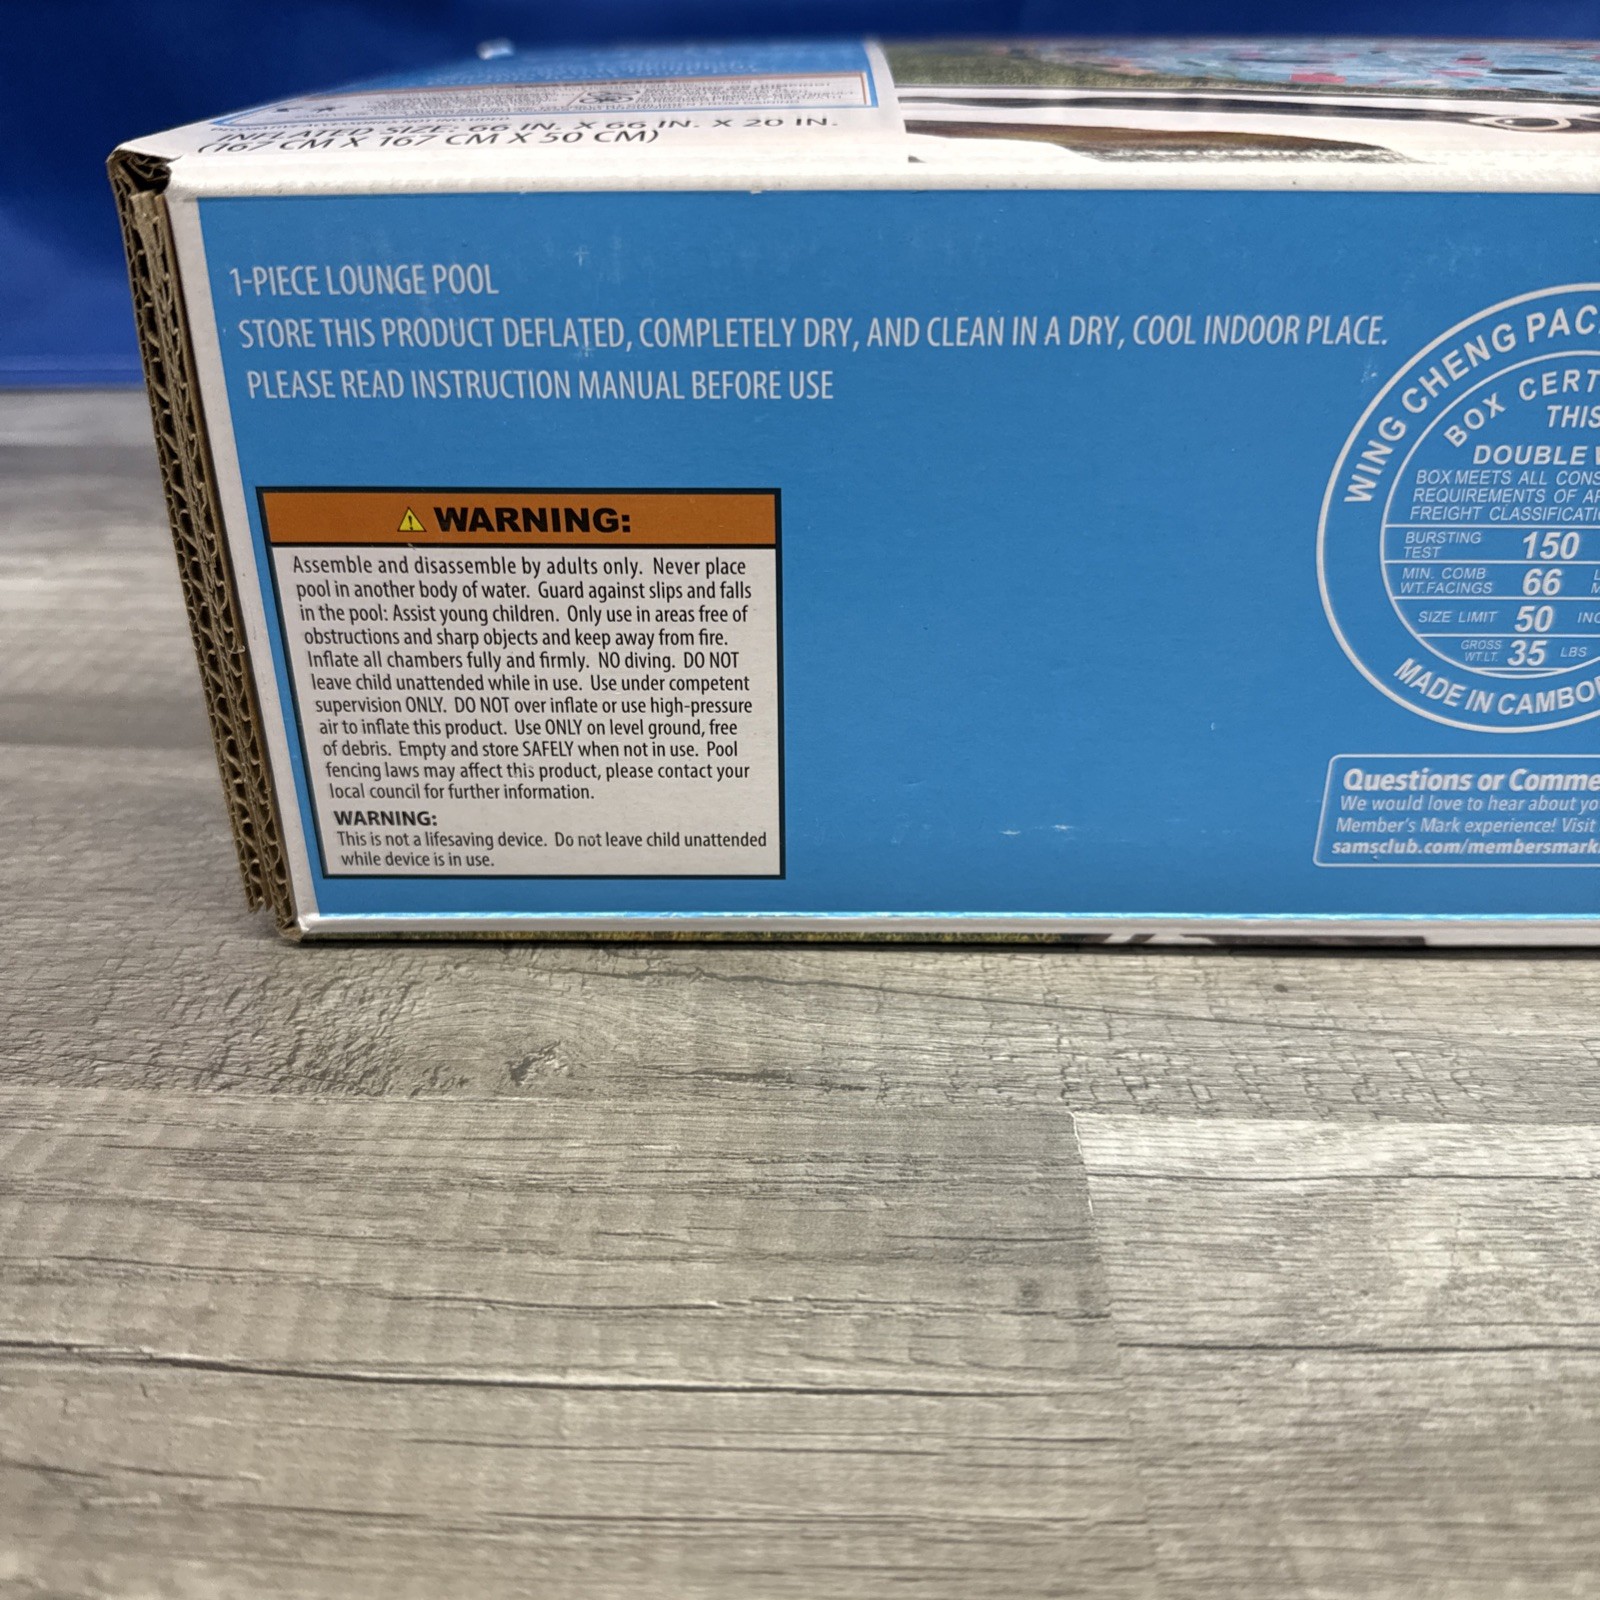 INFLATED SIZE: 66 IN. X 66 IN. X 20 IN.
(167 CM X 167 CM X 50 CM)
1-PIECE LOUNGE POOL
STORE THIS PRODUCT DEFLATED, COMPLETELY DRY, AND CLEAN IN A DRY, COOL INDOOR PLACE.
PLEASE READ INSTRUCTION MANUAL BEFORE USE
WARNING:
Assemble and disassemble by adults only. Never place
pool in another body of water. Guard against slips and falls
in the pool: Assist young children. Only use in areas free of
obstructions and sharp objects and keep away from fire.
Inflate all chambers fully and firmly. NO diving. DO NOT
leave child unattended while in use. Use under competent
supervision ONLY. DO NOT over inflate or use high-pressure
air to inflate this product. Use ONLY on level ground, free
of debris. Empty and store SAFELY when not in use. Pool
fencing laws may affect this product, please contact your
local council for further information.
WARNING:
This is not a lifesaving device. Do not leave child unattended
while device is in use.
WING CHENG PAC
BOX CERT
THIS
DOUBLE
BOX MEETS ALL CONS
REQUIREMENTS OF AP
FREIGHT CLASSIFICATI
BURSTING TEST 150
MIN. COMB WT.FACINGS 66
SIZE LIMIT 50 INC
GROSS WT.LT. 35 LBS
MADE IN CAMBO
Questions or Comme
We would love to hear about yo
Member's Mark experience! Visit
samsclub.com/membersmark